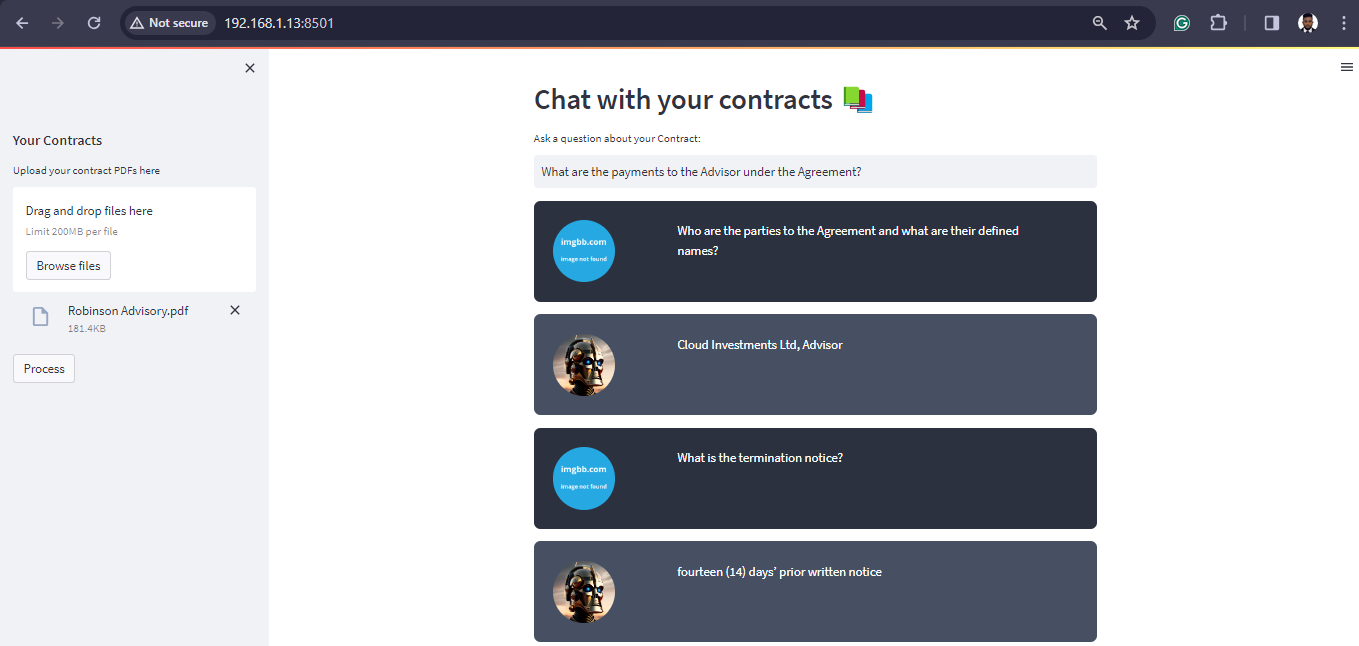 Not secure 192.168.1.13:8501
Your Contracts
Upload your contract PDFs here
Drag and drop files here
Limit 200MB per file
Browse files
Robinson Advisory.pdf
181.4KB
Process
Chat with your contracts
Ask a question about your Contract:
What are the payments to the Advisor under the Agreement?
imgbb.com
image not found
Who are the parties to the Agreement and what are their defined
names?
Cloud Investments Ltd, Advisor
imgbb.com
image not found
What is the termination notice?
fourteen (14) days’ prior written notice